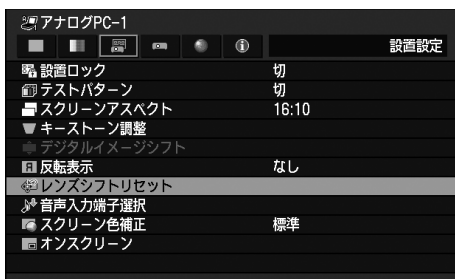 アナログPC-1
設置設定
設置ロック 切
テストパターン 切
スクリーンアスペクト 16:10
キーストーン調整
デジタルイメージシフト
反転表示 なし
レンズシフトリセット
音声入力端子選択
スクリーン色補正 標準
オンスクリーン